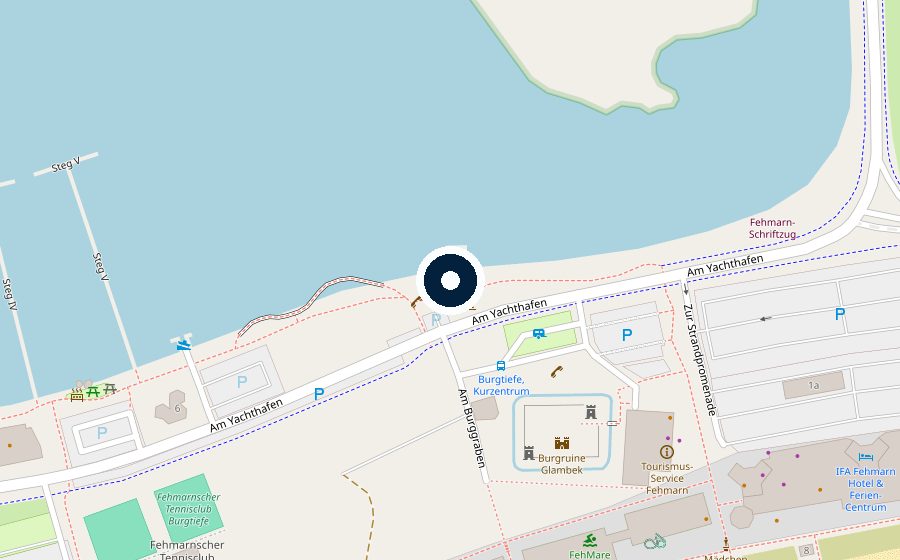 Steg V
Steg V
Steg IV
Fehmarn-
Schriftzug
Am Yachthafen
Am Yachthafen
P
P
P
Zur Strandpromenade
Burgtiefe,
Kurzentrum
P
P
1a
6
Am Yachthafen
Am Burggraben
P
Burgruine
Glambek
Tourismus-
Service
Fehmarn
IFA Fehmarn
Hotel &
Ferien-
Centrum
Fehmarnscher
Tennisclub
Burgtiefe
Fehmarnscher
Tennisclub
FehMare
Mädchen
8